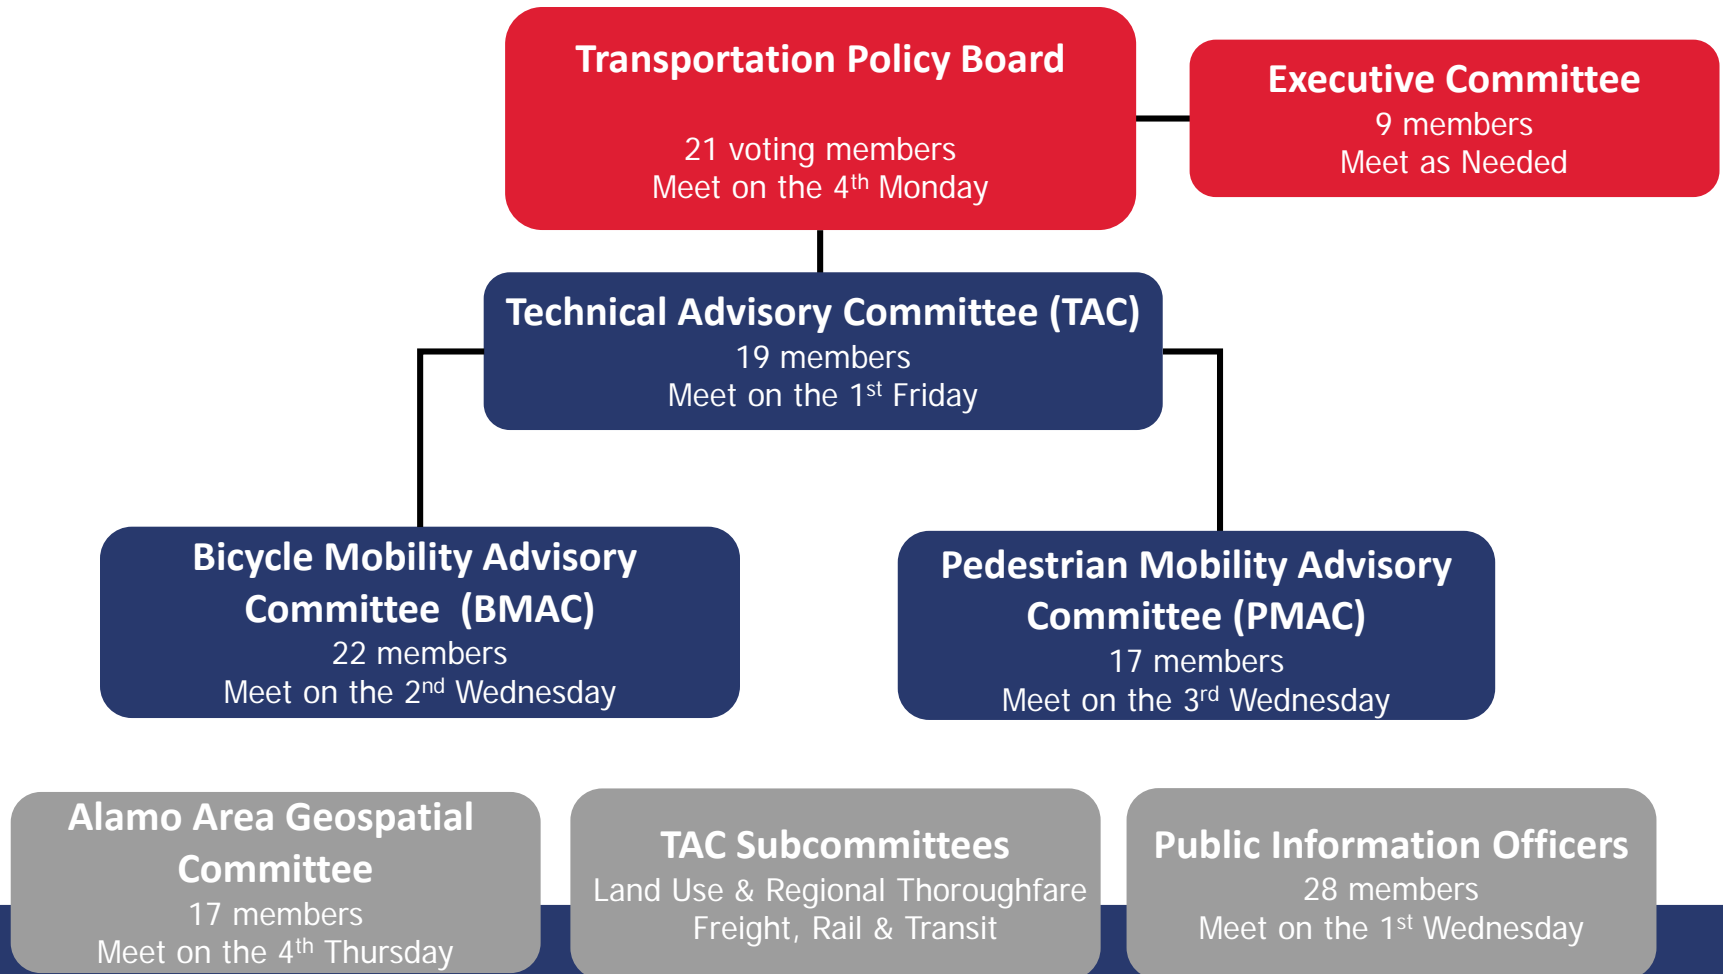 Transportation Policy Board
21 voting members
Meet on the 4th Monday
Executive Committee
9 members
Meet as Needed
Technical Advisory Committee (TAC)
19 members
Meet on the 1st Friday
Bicycle Mobility Advisory
Committee (BMAC)
22 members
Meet on the 2nd Wednesday
Pedestrian Mobility Advisory
Committee (PMAC)
17 members
Meet on the 3rd Wednesday
Alamo Area Geospatial
Committee
17 members
Meet on the 4th Thursday
TAC Subcommittees
Land Use & Regional Thoroughfare
Freight, Rail & Transit
Public Information Officers
28 members
Meet on the 1st Wednesday